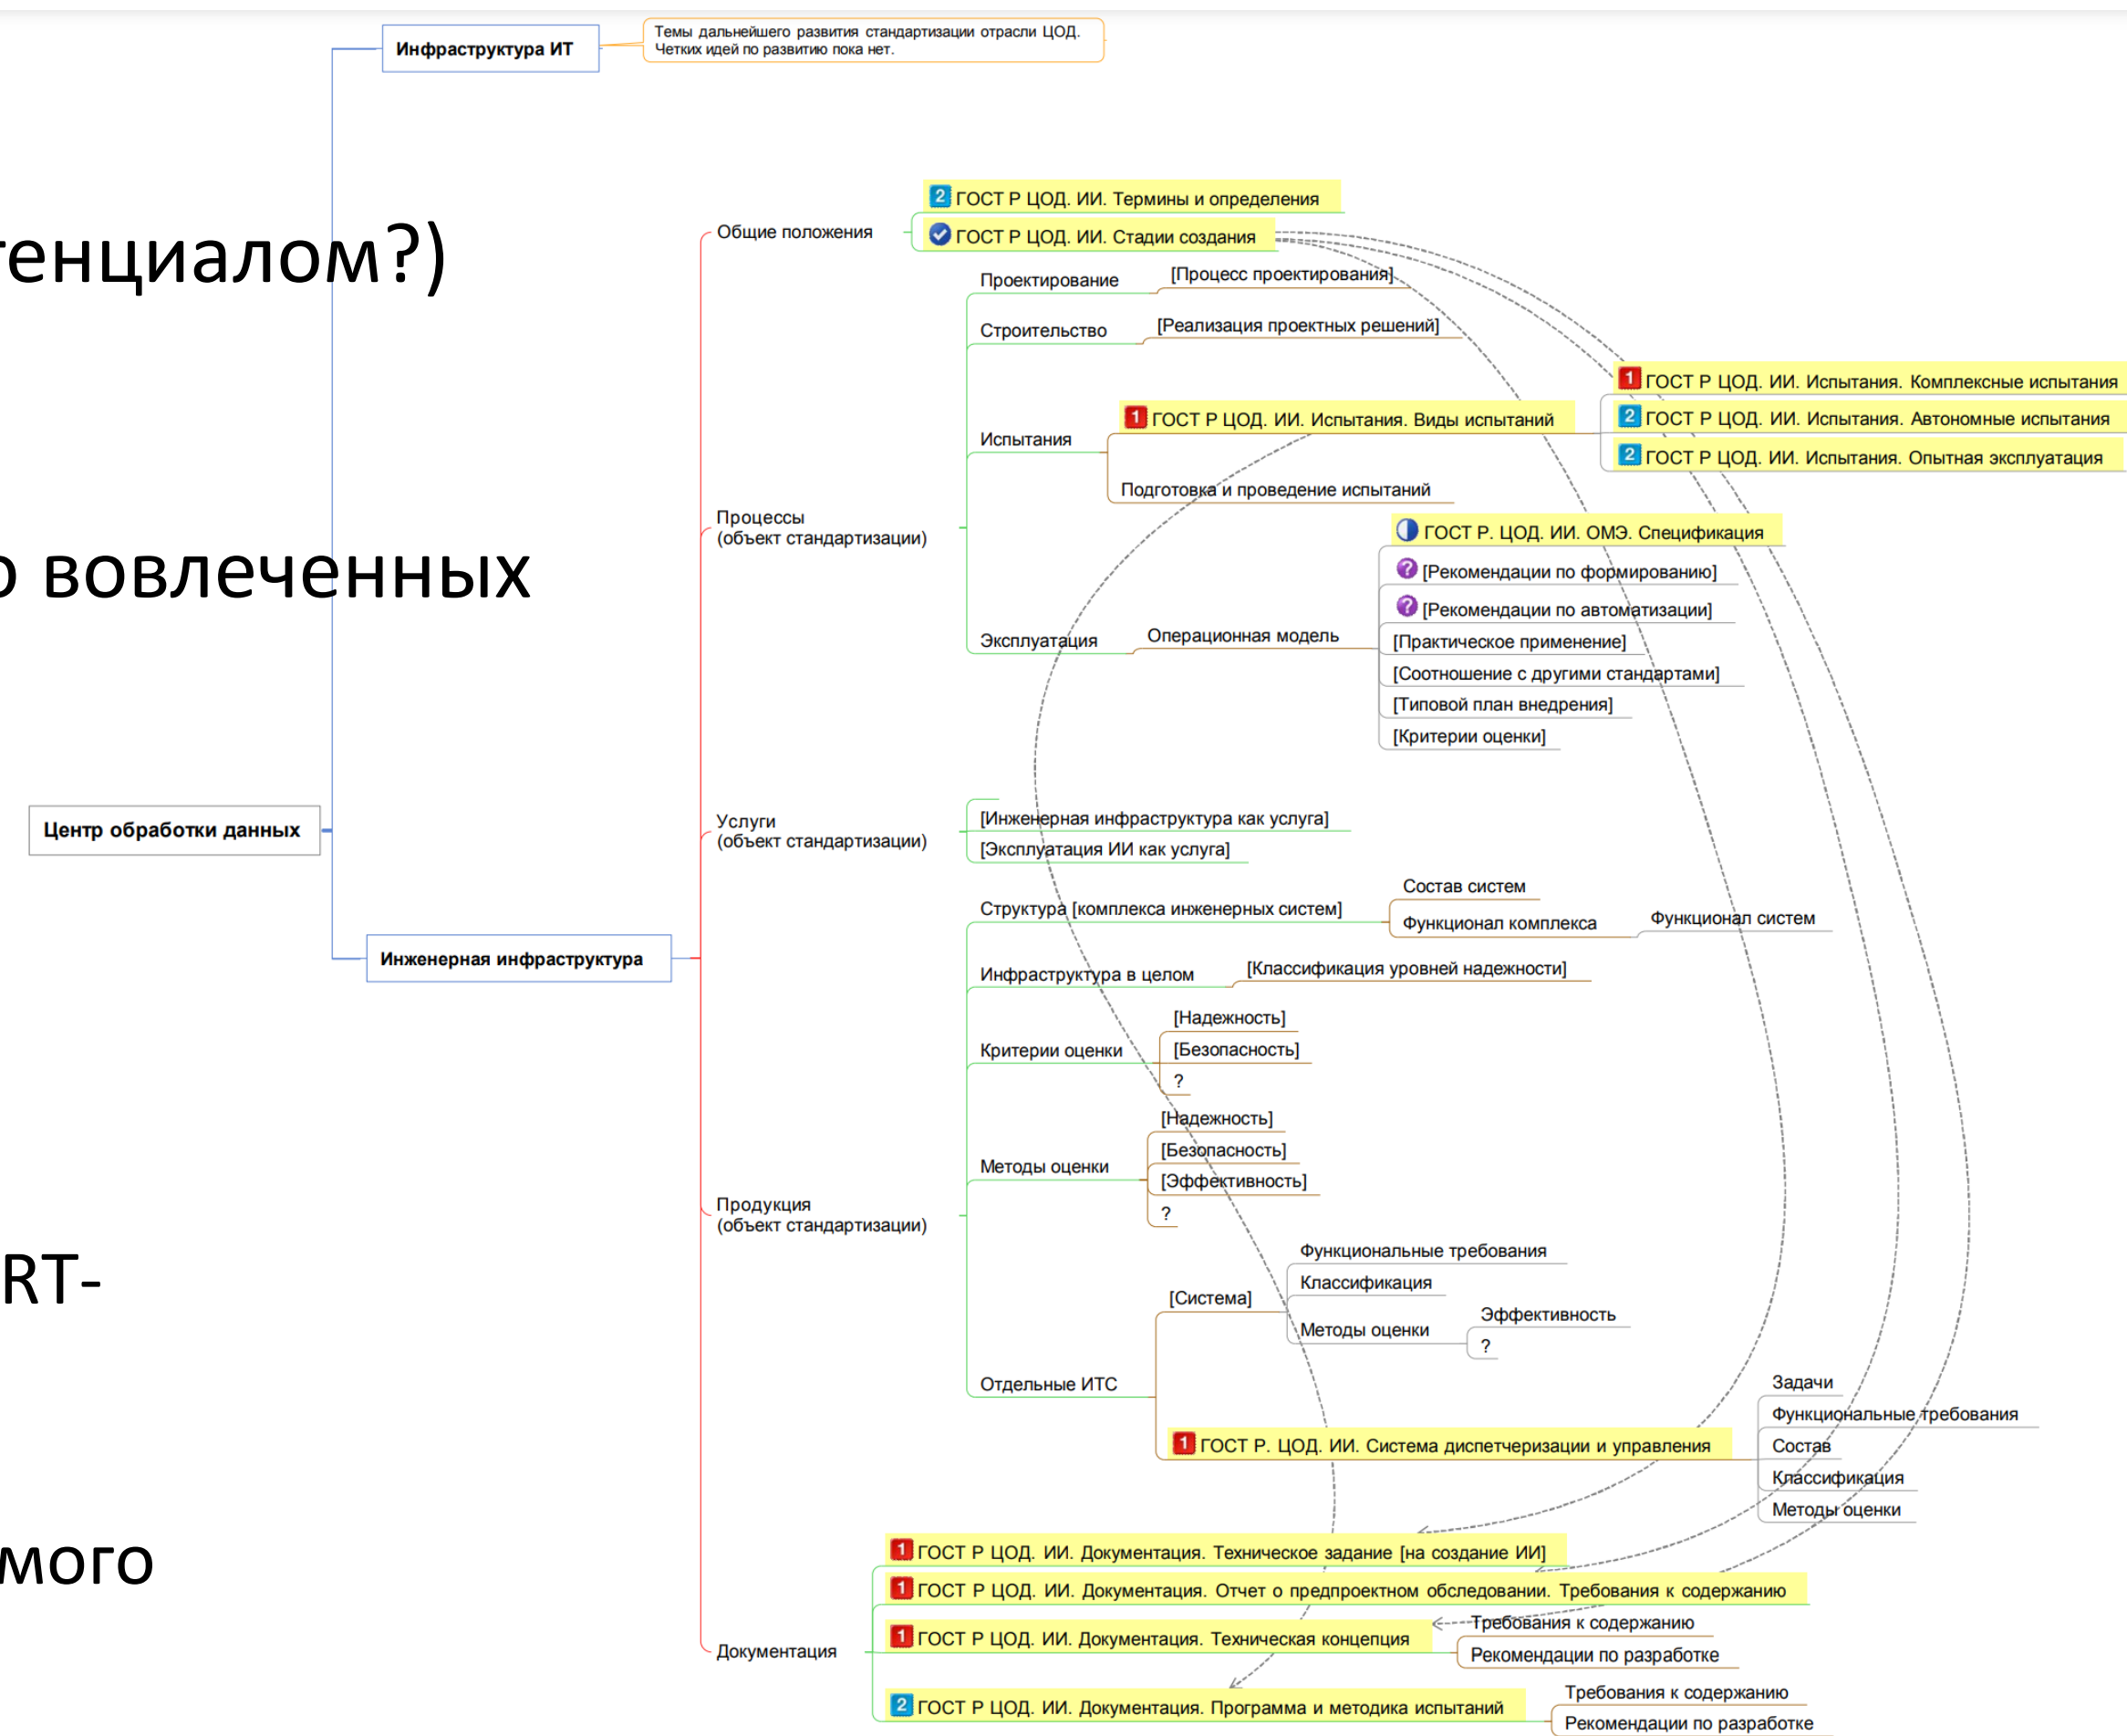 Инфраструктура ИТ
Темы дальнейшего развития стандартизации отрасли ЦОД.
Четких идей по развитию пока нет.
тенциалом?)
о вовлеченных
RT-
мого
Центр обработки данных
Инженерная инфраструктура
Общие положения
2 ГОСТ Р ЦОД. ИИ. Термины и определения
ГОСТ Р ЦОД. ИИ. Стадии создания
Процессы
(объект стандартизации)
Проектирование
[Процесс проектирования]
Строительство
[Реализация проектных решений]
Испытания
1 ГОСТ Р ЦОД. ИИ. Испытания. Виды испытаний
1 ГОСТ Р ЦОД. ИИ. Испытания. Комплексные испытания
2 ГОСТ Р ЦОД. ИИ. Испытания. Автономные испытания
2 ГОСТ Р ЦОД. ИИ. Испытания. Опытная эксплуатация
Подготовка и проведение испытаний
Эксплуатация
Операционная модель
ГОСТ Р. ЦОД. ИИ. ОМЭ. Спецификация
? [Рекомендации по формированию]
? [Рекомендации по автоматизации]
[Практическое применение]
[Соотношение с другими стандартами]
[Типовой план внедрения]
[Критерии оценки]
Услуги
(объект стандартизации)
[Инженерная инфраструктура как услуга]
[Эксплуатация ИИ как услуга]
Продукция
(объект стандартизации)
Структура [комплекса инженерных систем]
Состав систем
Функционал комплекса
Функционал систем
Инфраструктура в целом
[Классификация уровней надежности]
Критерии оценки
[Надежность]
[Безопасность]
?
Методы оценки
[Надежность]
[Безопасность]
[Эффективность]
?
Отдельные ИТС
[Система]
Функциональные требования
Классификация
Методы оценки
Эффективность
?
1 ГОСТ Р. ЦОД. ИИ. Система диспетчеризации и управления
Задачи
Функциональные требования
Состав
Классификация
Методы оценки
Документация
1 ГОСТ Р ЦОД. ИИ. Документация. Техническое задание [на создание ИИ]
1 ГОСТ Р ЦОД. ИИ. Документация. Отчет о предпроектном обследовании. Требования к содержанию
1 ГОСТ Р ЦОД. ИИ. Документация. Техническая концепция
Требования к содержанию
Рекомендации по разработке
2 ГОСТ Р ЦОД. ИИ. Документация. Программа и методика испытаний
Требования к содержанию
Рекомендации по разработке